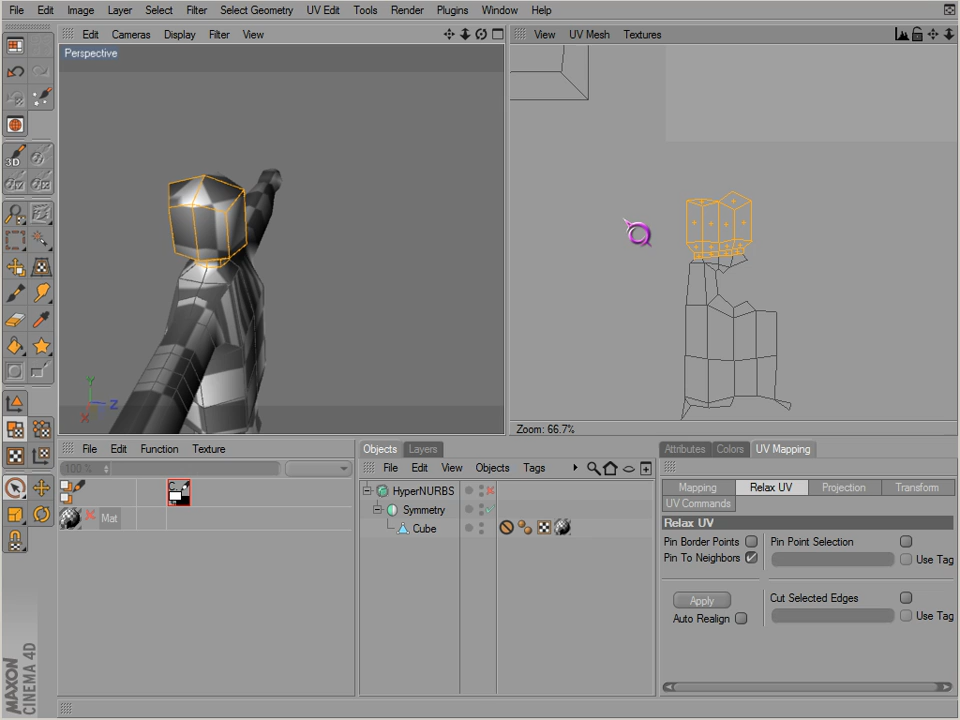 File Edit Image Layer Select Filter Select Geometry UV Edit Tools Render Plugins Window Help
Edit Cameras Display Filter View
View UV Mesh Textures
Perspective
3D
Y
Z
X
Zoom: 66.7%
File Edit Function Texture
100 %
Mat
Objects Layers
File Edit View Objects Tags
HyperNURBS
Symmetry
Cube
Attributes Colors UV Mapping
Mapping Relax UV Projection Transform
UV Commands
Relax UV
Pin Border Points Pin Point Selection
Pin To Neighbors Use Tag
Apply Cut Selected Edges
Auto Realign Use Tag
MAXON
CINEMA 4D